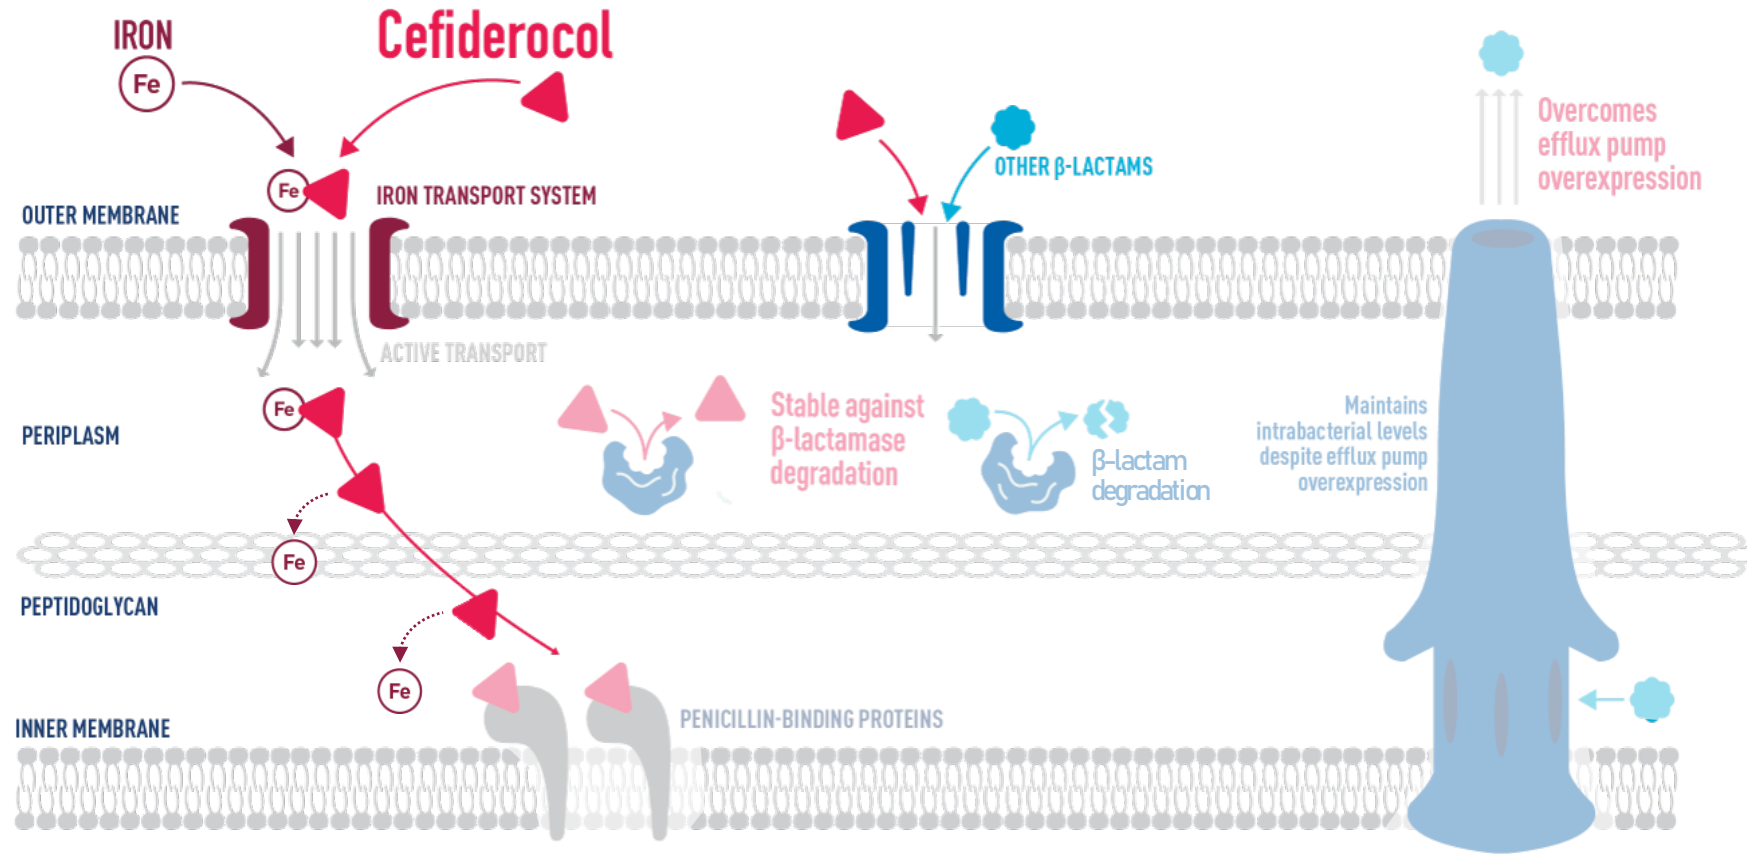 IRON
Fe
Cefiderocol
Fe
IRON TRANSPORT SYSTEM
OUTER MEMBRANE
OTHER β-LACTAMS
Overcomes
efflux pump
overexpression
ACTIVE TRANSPORT
Fe
PERIPLASM
Stable against
β-lactamase
degradation
β-lactam
degradation
Maintains
intrabacterial levels
despite efflux pump
overexpression
Fe
PEPTIDOGLYCAN
Fe
INNER MEMBRANE
PENICILLIN-BINDING PROTEINS